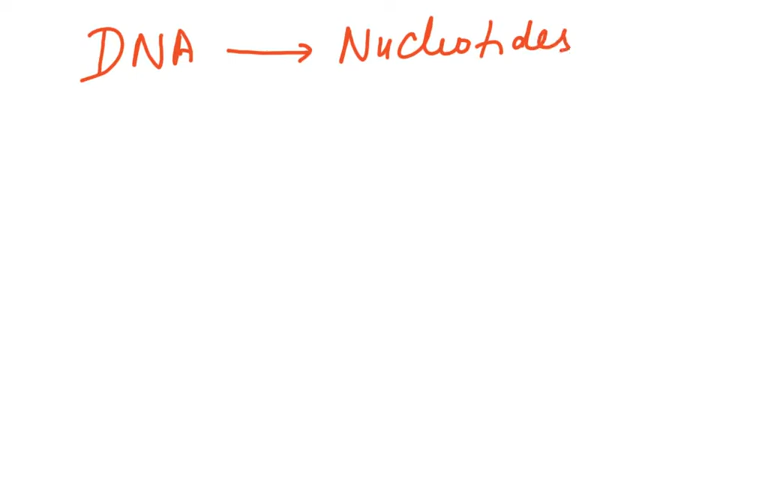 DNA → Nucleotides